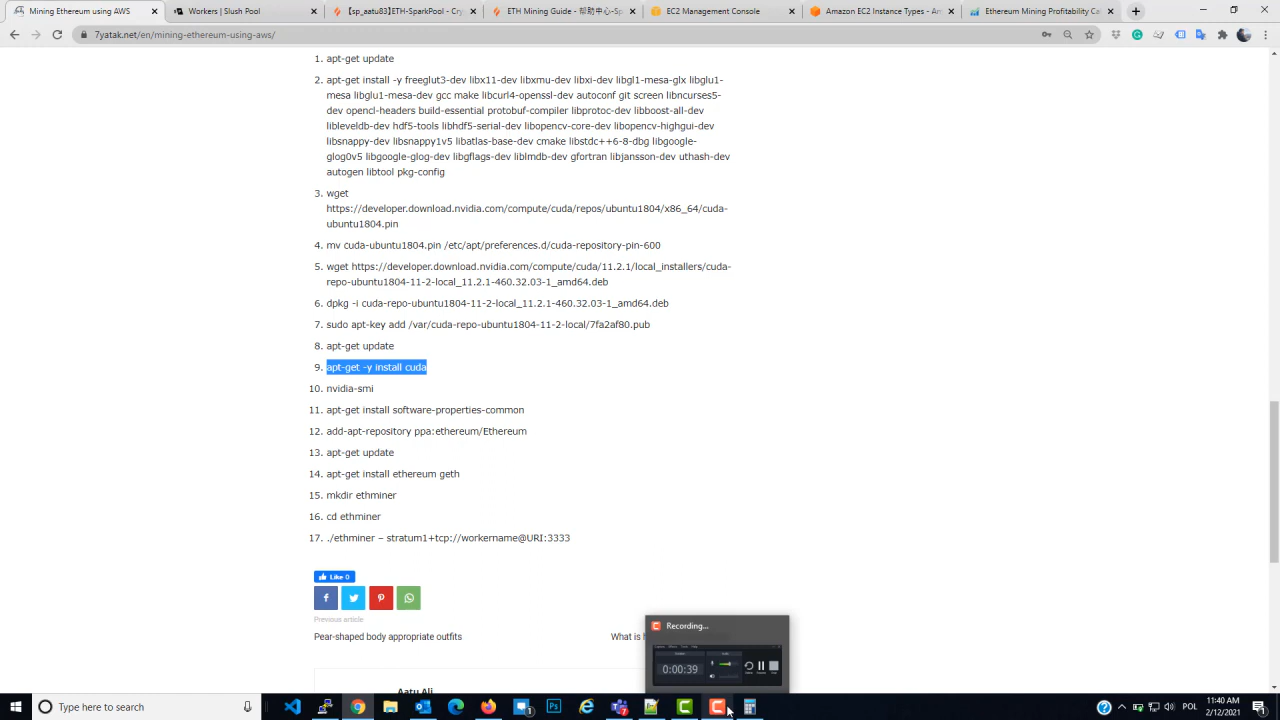 Mining Ethereum using AWS
Workers | Slush Pool
【sp_aatu83】ETH-SparkPool - Cry
ETH Mining Guide - 帮助中心-Sp
EC2 Management Console
Amazon EC2 Instance Types - Am
Ethereum Mining Profitability Ca
7yatak.net/en/mining-ethereum-using-aws/
1. apt-get update
2. apt-get install -y freeglut3-dev libx11-dev libxmu-dev libxi-dev libgl1-mesa-glx libglu1-
mesa libglu1-mesa-dev gcc make libcurl4-openssl-dev autoconf git screen libncurses5-
dev opencl-headers build-essential protobuf-compiler libprotoc-dev libboost-all-dev
libleveldb-dev hdf5-tools libhdf5-serial-dev libopencv-core-dev libopencv-highgui-dev
libsnappy-dev libsnappy1v5 libatlas-base-dev cmake libstdc++6-8-dbg libgoogle-
glog0v5 libgoogle-glog-dev libgflags-dev liblmdb-dev gfortran libjansson-dev uthash-dev
autogen libtool pkg-config
3. wget
https://developer.download.nvidia.com/compute/cuda/repos/ubuntu1804/x86_64/cuda-
ubuntu1804.pin
4. mv cuda-ubuntu1804.pin /etc/apt/preferences.d/cuda-repository-pin-600
5. wget https://developer.download.nvidia.com/compute/cuda/11.2.1/local_installers/cuda-
repo-ubuntu1804-11-2-local_11.2.1-460.32.03-1_amd64.deb
6. dpkg -i cuda-repo-ubuntu1804-11-2-local_11.2.1-460.32.03-1_amd64.deb
7. sudo apt-key add /var/cuda-repo-ubuntu1804-11-2-local/7fa2af80.pub
8. apt-get update
9. apt-get -y install cuda
10. nvidia-smi
11. apt-get install software-properties-common
12. add-apt-repository ppa:ethereum/Ethereum
13. apt-get update
14. apt-get install ethereum geth
15. mkdir ethminer
16. cd ethminer
17. ./ethminer – stratum1+tcp://workername@URI:3333
Like 0
Previous article
Pear-shaped body appropriate outfits
What is
Recording...
0:00:39
Aatu Ali
Type here to search
POL
11:40 AM
2/12/2021